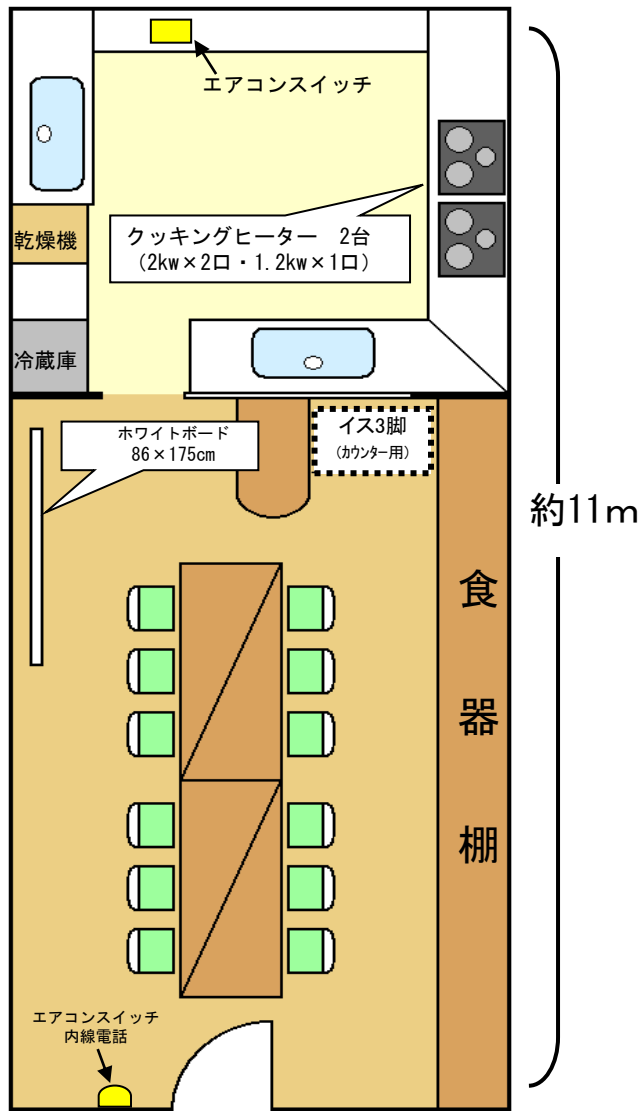 エアコンスイッチ
乾燥機
クッキングヒーター 2台
(2kw×2口・1.2kw×1口)
冷蔵庫
ホワイトボード
86×175cm
イス3脚
(カウンター用)
約11m
食
器
棚
エアコンスイッチ
内線電話